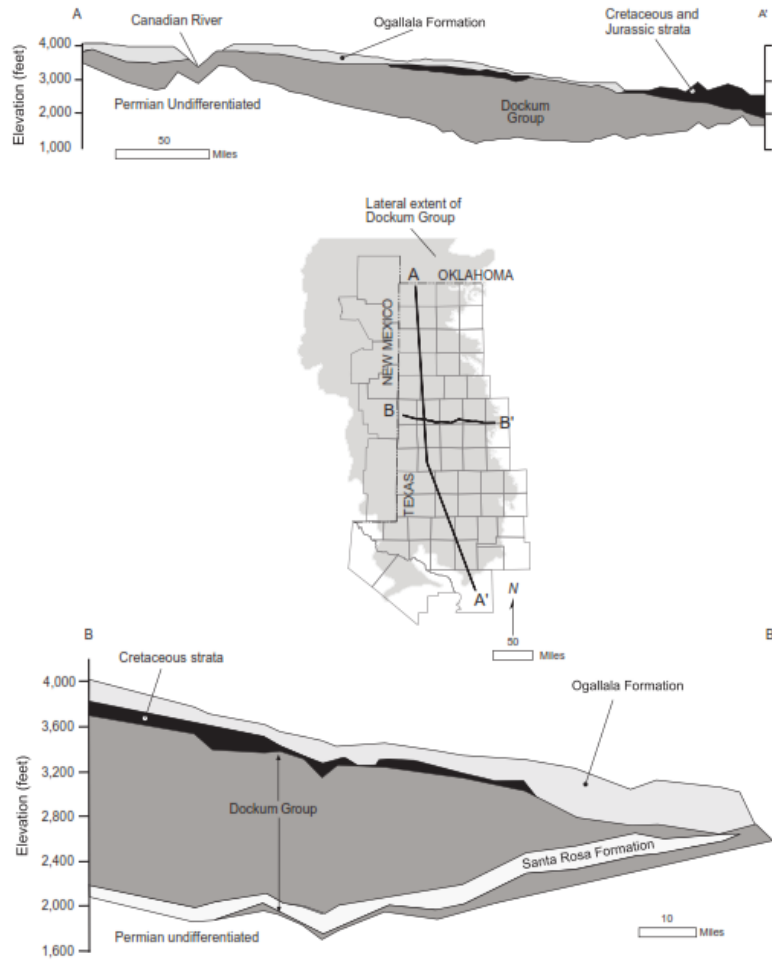 A
Canadian River
Ogallala Formation
Cretaceous and
Jurassic strata
A'
4,000
3,000
2,000
1,000
Elevation (feet)
Permian Undifferentiated
Dockum
Group
50
Miles
Lateral extent of
Dockum Group
A
OKLAHOMA
NEW MEXICO
B
B'
TEXAS
A'
N
50
Miles
B
B
Cretaceous strata
Ogallala Formation
4,000
3,600
3,200
2,800
2,400
2,000
1,600
Elevation (feet)
Dockum Group
Santa Rosa Formation
Permian undifferentiated
10
Miles